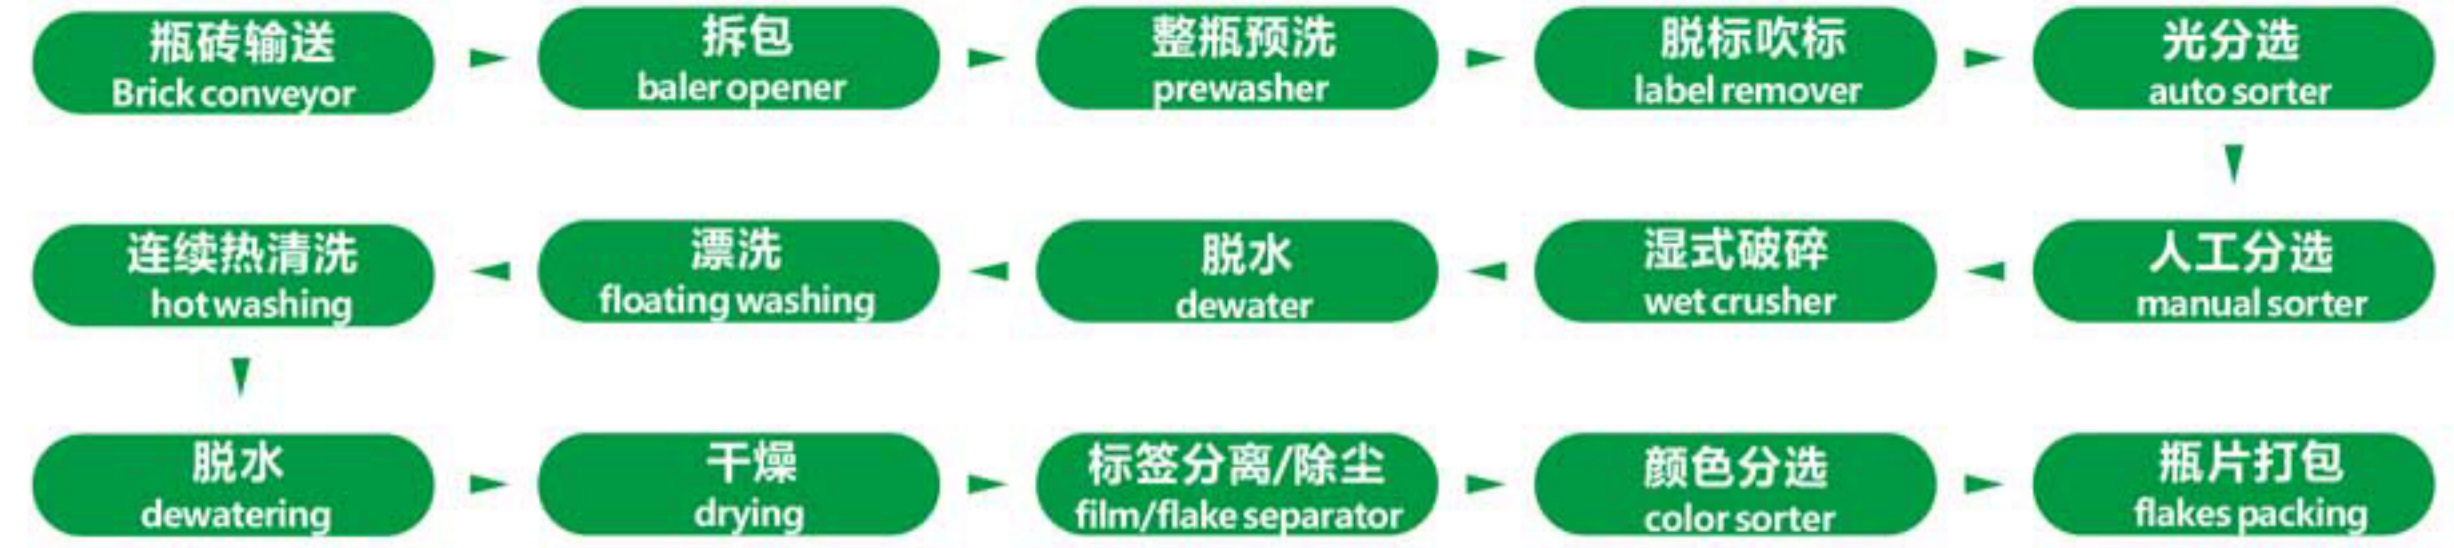 瓶砖输送
Brick conveyor
拆包
baler opener
整瓶预洗
prewasher
脱标吹标
label remover
光分选
auto sorter
人工分选
manual sorter
湿式破碎
wet crusher
脱水
dewater
漂洗
floating washing
连续热清洗
hot washing
脱水
dewatering
干燥
drying
标签分离/除尘
film/flake separator
颜色分选
color sorter
瓶片打包
flakes packing